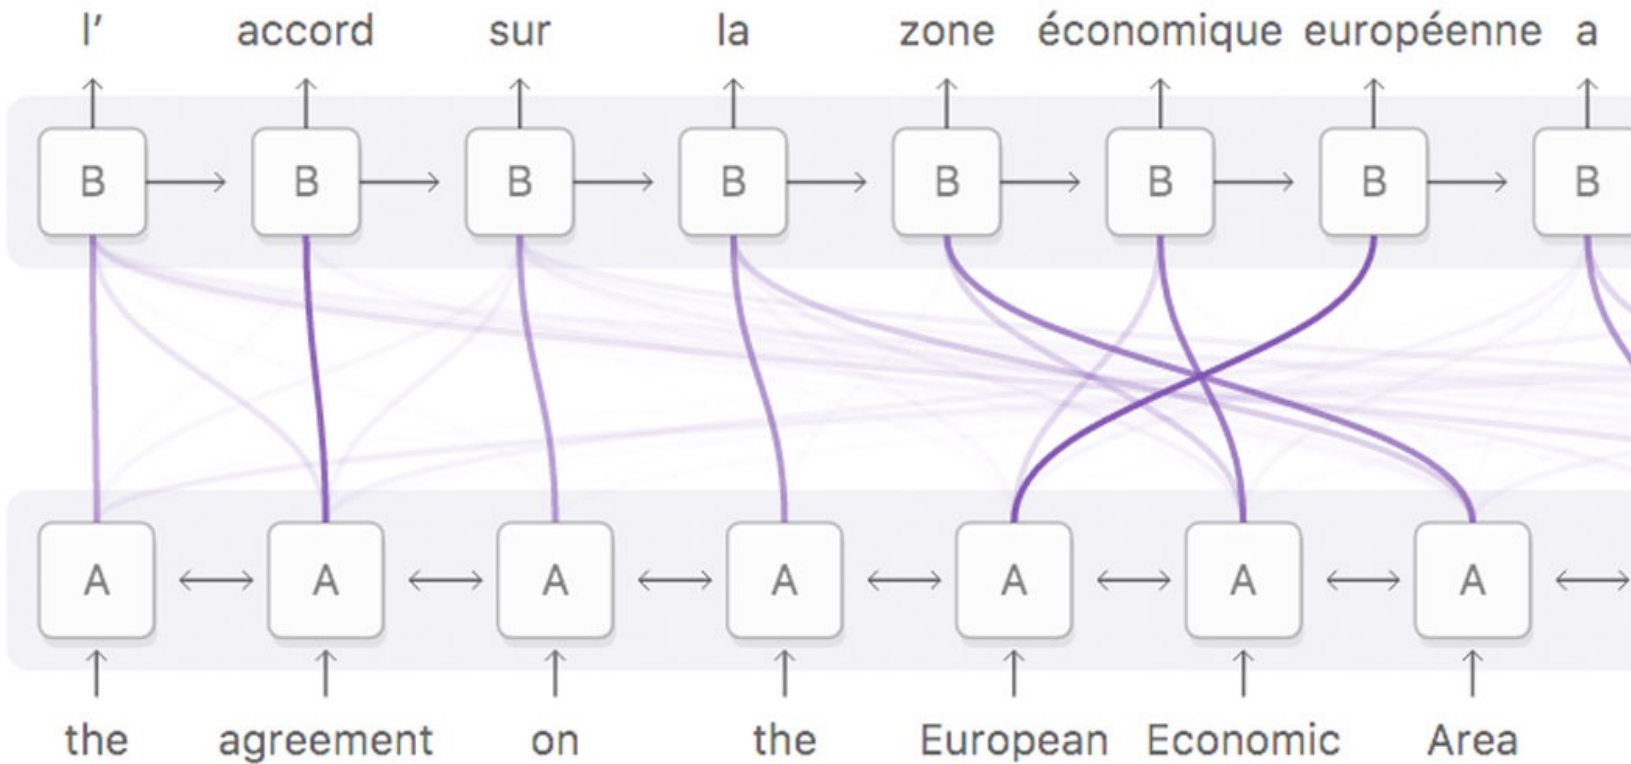 l’ accord sur la zone économique européenne a
B B B B B B B B
A A A A A A A
the agreement on the European Economic Area